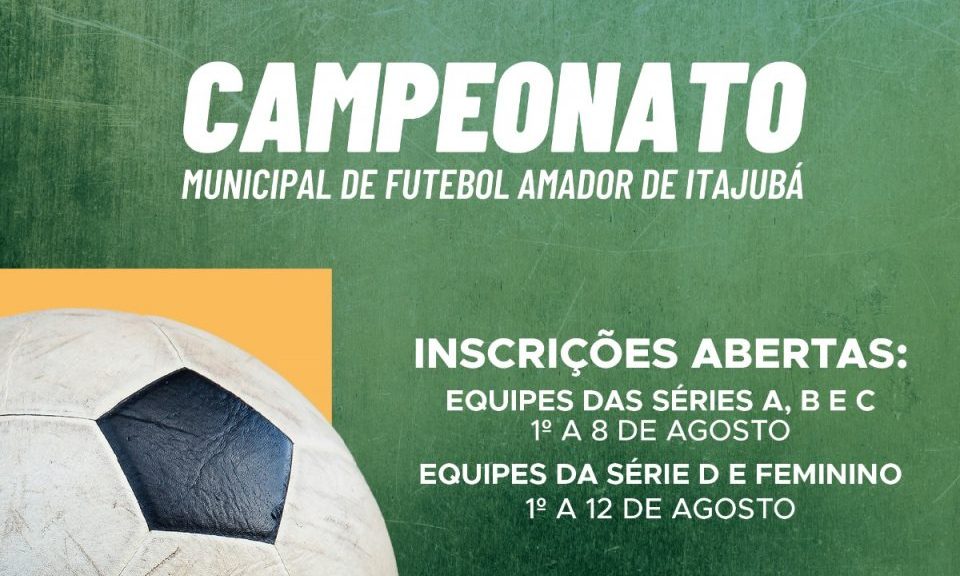 CAMPEONATO
MUNICIPAL DE FUTEBOL AMADOR DE ITAJUBÁ
INSCRIÇÕES ABERTAS:
EQUIPES DAS SÉRIES A, B E C
1º A 8 DE AGOSTO
EQUIPES DA SÉRIE D E FEMININO
1º A 12 DE AGOSTO